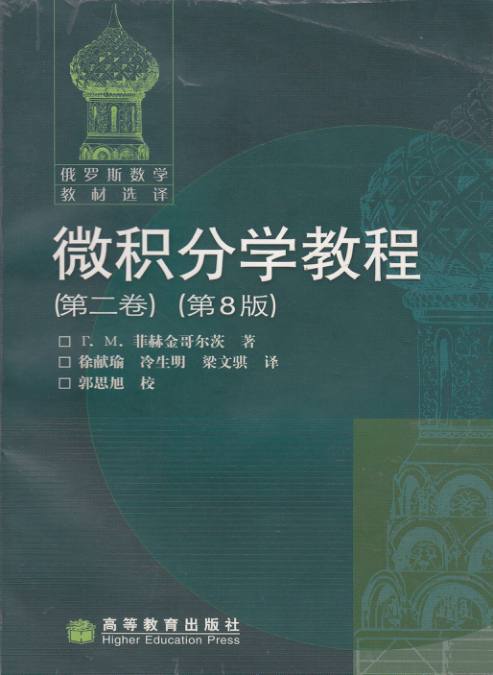 俄罗斯数学
教材选译
微积分学教程
(第二卷) (第8版)
□ Г. М. 菲赫金哥尔茨 著
□ 徐献瑜 冷生明 梁文骐 译
□ 郭思旭 校
高等教育出版社
Higher Education Press